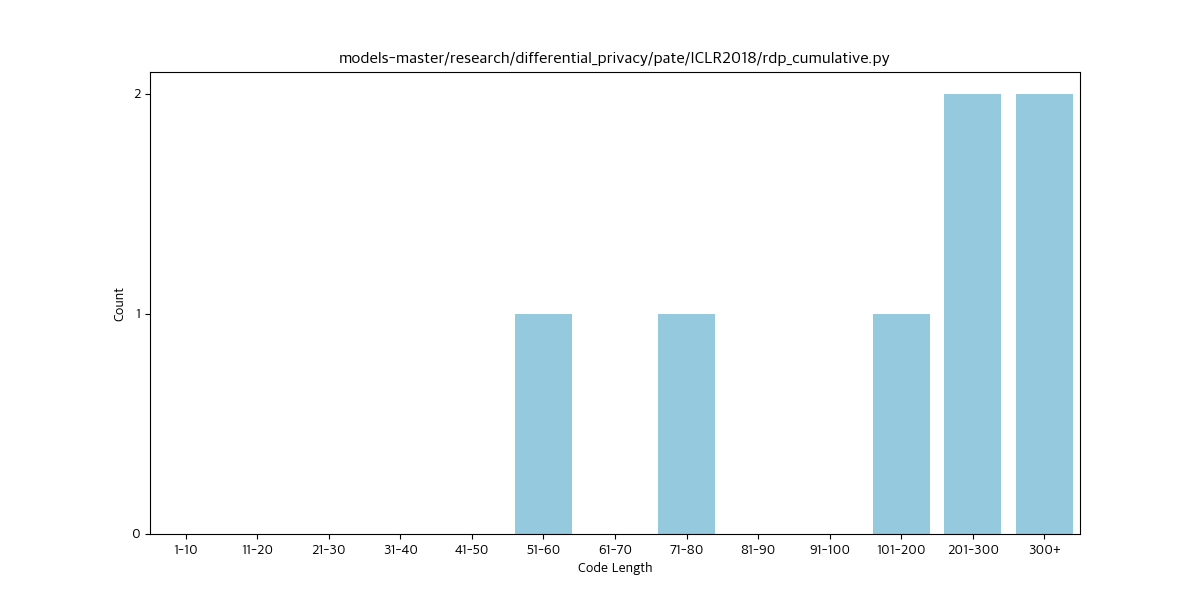 models-master/research/differential_privacy/pate/ICLR2018/rdp_cumulative.py
2
1
0
Count
1-10 11-20 21-30 31-40 41-50 51-60 61-70 71-80 81-90 91-100 101-200 201-300 300+
Code Length